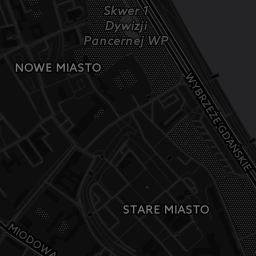 Skwer 1
Dywizji
Pancernej WP
NOWE MIASTO
WYBRZEŻE GDAŃSKIE
STARE MIASTO
MIODOWA